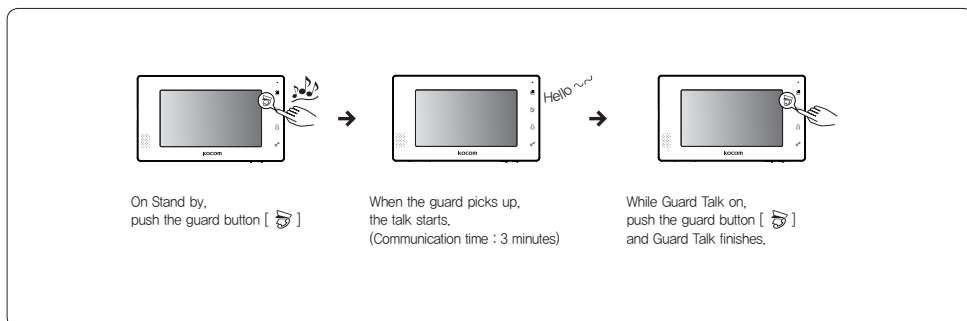 Hello ~~
KOCOM
KOCOM
KOCOM
On Stand by,
push the guard button [ ]
When the guard picks up,
the talk starts.
(Communication time : 3 minutes)
While Guard Talk on,
push the guard button [ ]
and Guard Talk finishes.